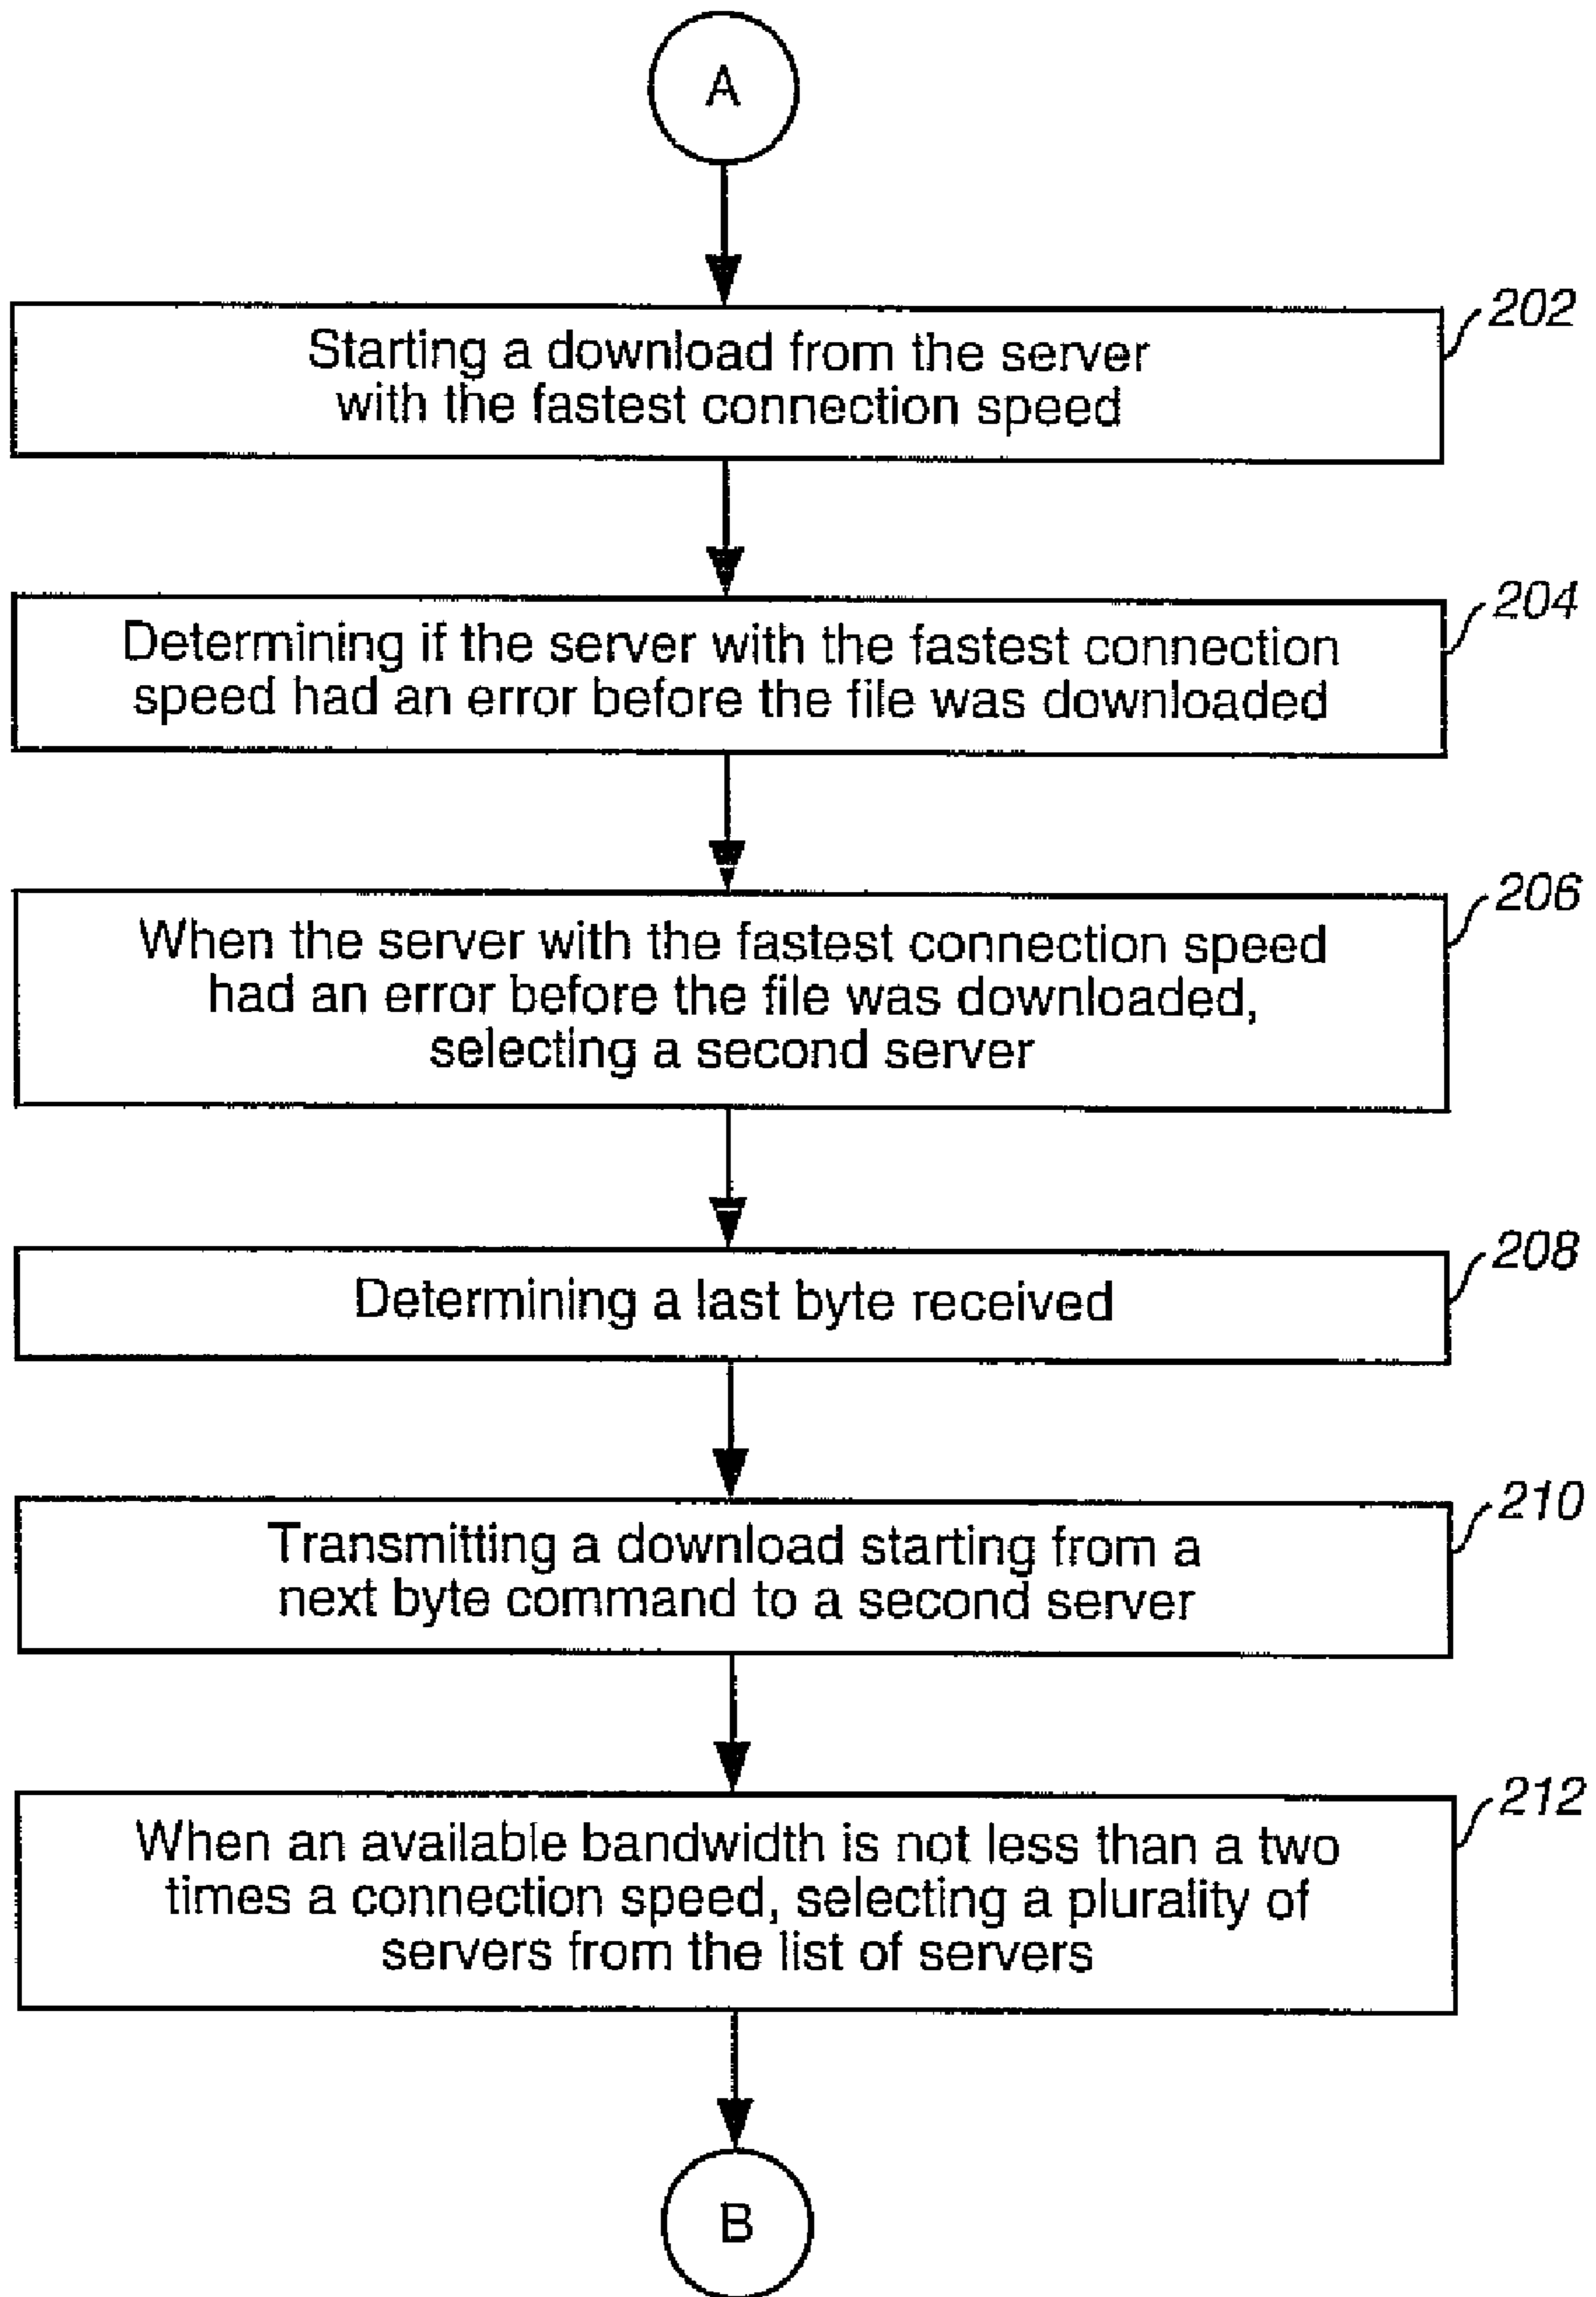 A
202
Starting a download from the server
with the fastest connection speed
204
Determining if the server with the fastest connection
speed had an error before the file was downloaded
206
When the server with the fastest connection speed
had an error before the file was downloaded,
selecting a second server
208
Determining a last byte received
210
Transmitting a download starting from a
next byte command to a second server
212
When an available bandwidth is not less than a two
times a connection speed, selecting a plurality of
servers from the list of servers
B